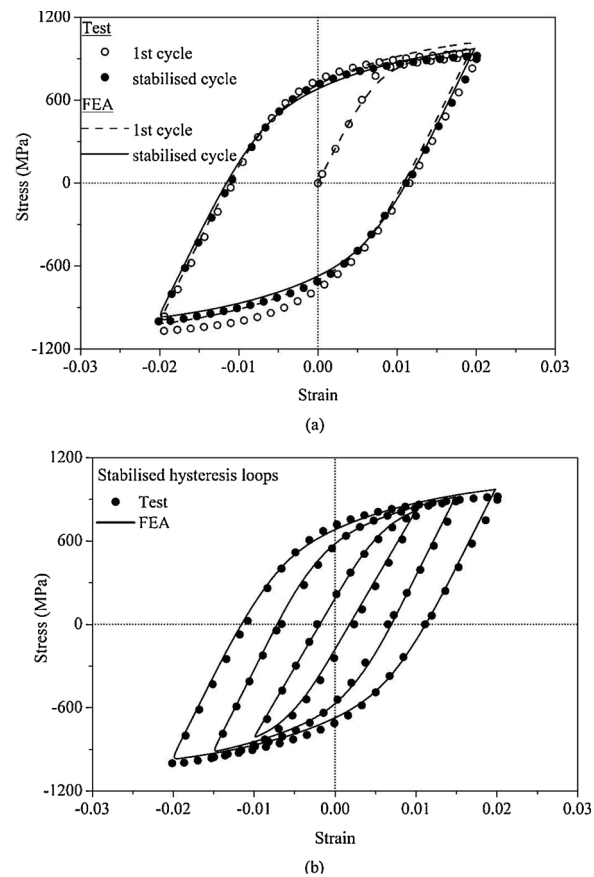 1200
Test
1st cycle
stabilised cycle
FEA
1st cycle
stabilised cycle
600
0
-600
-1200
Stress (MPa)
-0.03 -0.02 -0.01 0.00 0.01 0.02 0.03
Strain
(a)
1200
Stabilised hysteresis loops
Test
FEA
600
0
-600
-1200
Stress (MPa)
-0.03 -0.02 -0.01 0.00 0.01 0.02 0.03
Strain
(b)